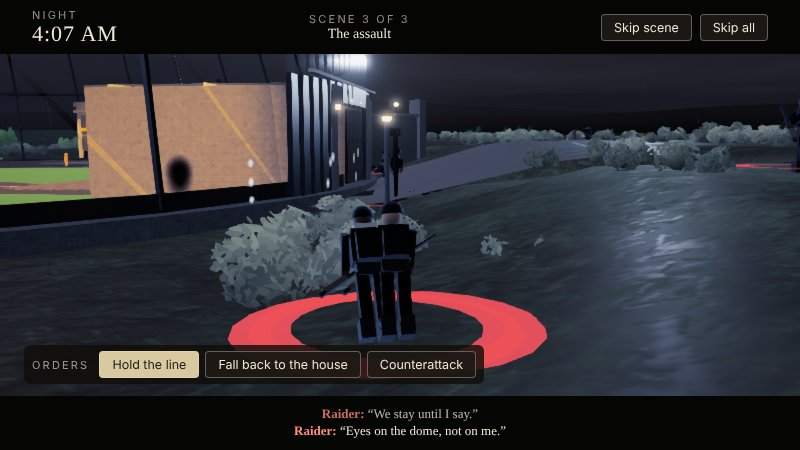 NIGHT
4:07 AM
SCENE 3 OF 3
The assault
Skip scene
Skip all
ORDERS
Hold the line
Fall back to the house
Counterattack
Raider: “We stay until I say.”
Raider: “Eyes on the dome, not on me.”